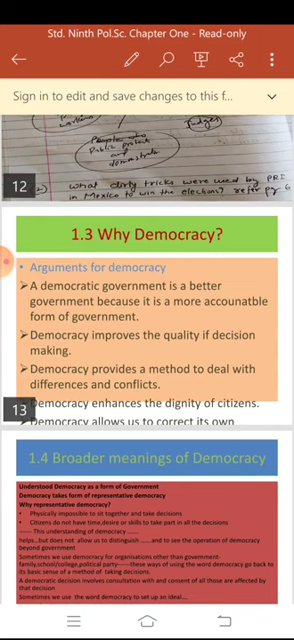 Std. Ninth Pol.Sc. Chapter One - Read-only
Sign in to edit and save changes to this f...
People who
Public protest
and
demonstrate
Judges
12
2) What dirty tricks were used by PRI
in Mexico to win the elections? refer pg 6
1.3 Why Democracy?
• Arguments for democracy
➤ A democratic government is a better
government because it is a more accounatble
form of government.
➤ Democracy improves the quality if decision
making.
➤ Democracy provides a method to deal with
differences and conflicts.
13
Democracy enhances the dignity of citizens.
Democracy allows us to correct its own
1.4 Broader meanings of Democracy
Understood Democracy as a form of Government
Democracy takes form of representative democracy
Why representative democracy?
• Physically impossible to sit together and take decisions
• Citizens do not have time,desire or skills to take part in all the decisions
----- This understanding of democracy ......
helps...but does not allow us to distinguish ......and to see the operation of democracy
beyond government
Sometimes we use democracy for organisations other than government-
family,school/college,political party-----these ways of using the word democracy go back to
its basic sense of a method of taking decisions.
A democratic decision involves consultation with and consent of all those are affected by
that decision
Sometimes we use the word democracy to set up an ideal....